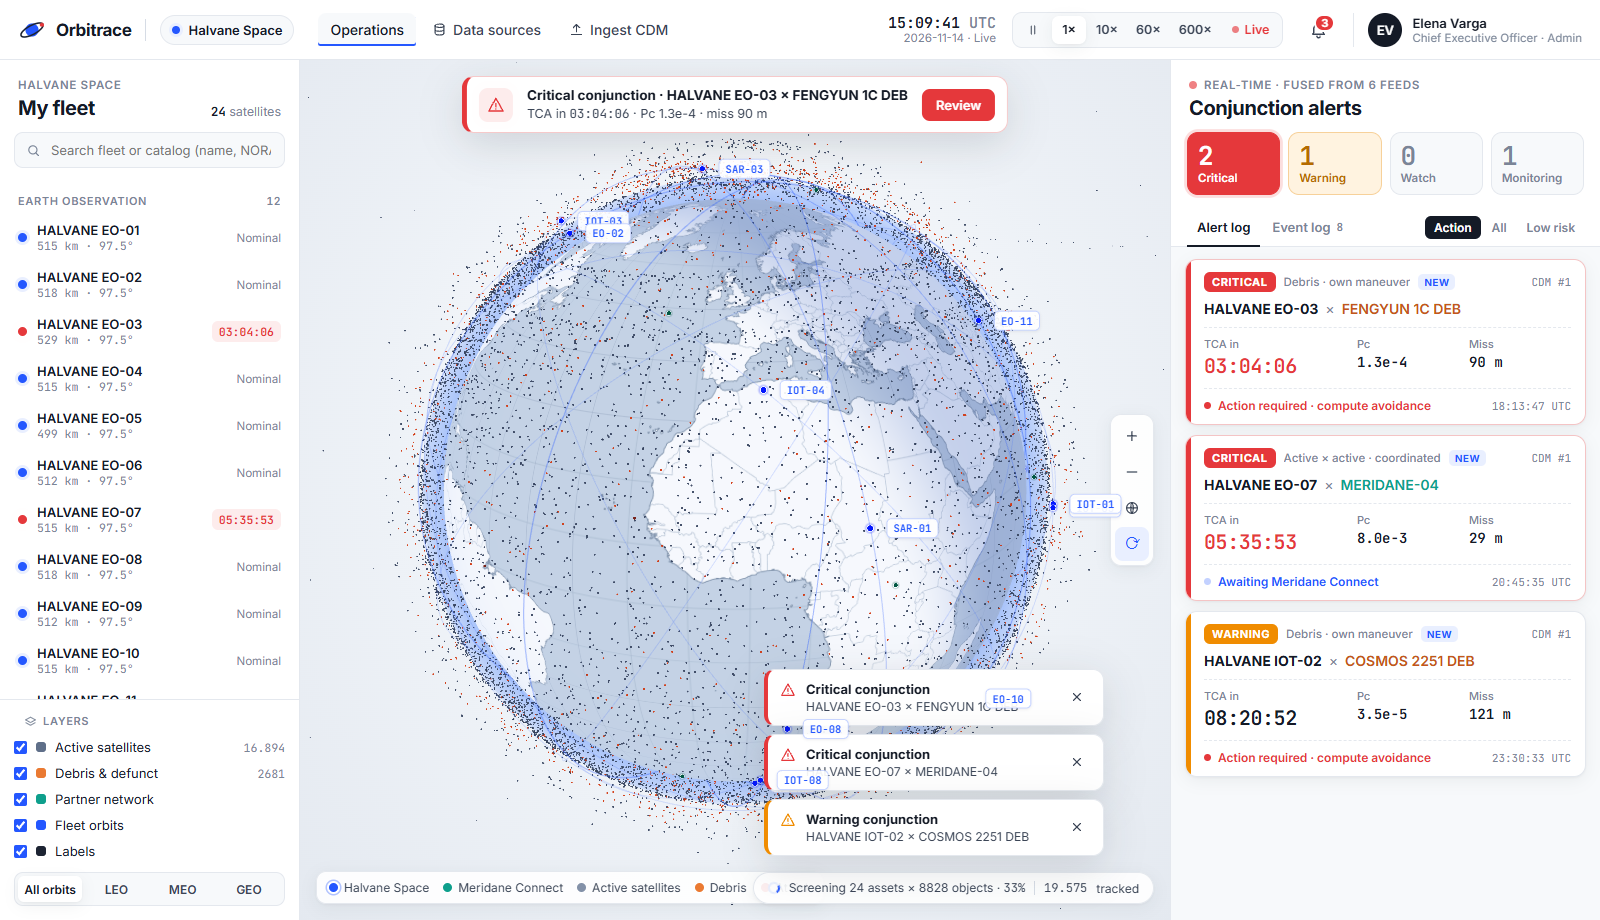 Orbitrace
Halvane Space
Operations
Data sources
Ingest CDM
15:09:41 UTC
2026-11-14 · Live
1×
10×
60×
600×
Live
3
EV
Elena Varga
Chief Executive Officer · Admin
HALVANE SPACE
My fleet
24 satellites
Search fleet or catalog (name, NOR
EARTH OBSERVATION
12
HALVANE EO-01
515 km · 97.5°
Nominal
HALVANE EO-02
518 km · 97.5°
Nominal
HALVANE EO-03
529 km · 97.5°
03:04:06
HALVANE EO-04
515 km · 97.5°
Nominal
HALVANE EO-05
499 km · 97.5°
Nominal
HALVANE EO-06
512 km · 97.5°
Nominal
HALVANE EO-07
515 km · 97.5°
05:35:53
HALVANE EO-08
518 km · 97.5°
Nominal
HALVANE EO-09
512 km · 97.5°
Nominal
HALVANE EO-10
515 km · 97.5°
Nominal
HALVANE EO-11
LAYERS
Active satellites
16.894
Debris & defunct
2681
Partner network
Fleet orbits
Labels
All orbits
LEO
MEO
GEO
Critical conjunction · HALVANE EO-03 × FENGYUN 1C DEB
TCA in 03:04:06 · Pc 1.3e-4 · miss 90 m
Review
SAR-03
IOT-03
EO-02
EO-11
IOT-04
IOT-01
SAR-01
EO-10
EO-08
IOT-08
Critical conjunction
HALVANE EO-03 × FENGYUN 1C DEB
Critical conjunction
HALVANE EO-07 × MERIDANE-04
Warning conjunction
HALVANE IOT-02 × COSMOS 2251 DEB
Halvane Space
Meridane Connect
Active satellites
Debris
Screening 24 assets × 8828 objects · 33%
19.575 tracked
REAL-TIME · FUSED FROM 6 FEEDS
Conjunction alerts
2
Critical
1
Warning
0
Watch
1
Monitoring
Alert log
Event log 8
Action
All
Low risk
CRITICAL
Debris · own maneuver
NEW
CDM #1
HALVANE EO-03 × FENGYUN 1C DEB
TCA in
03:04:06
Pc
1.3e-4
Miss
90 m
Action required · compute avoidance
18:13:47 UTC
CRITICAL
Active × active · coordinated
NEW
CDM #1
HALVANE EO-07 × MERIDANE-04
TCA in
05:35:53
Pc
8.0e-3
Miss
29 m
Awaiting Meridane Connect
20:45:35 UTC
WARNING
Debris · own maneuver
NEW
CDM #1
HALVANE IOT-02 × COSMOS 2251 DEB
TCA in
08:20:52
Pc
3.5e-5
Miss
121 m
Action required · compute avoidance
23:30:33 UTC